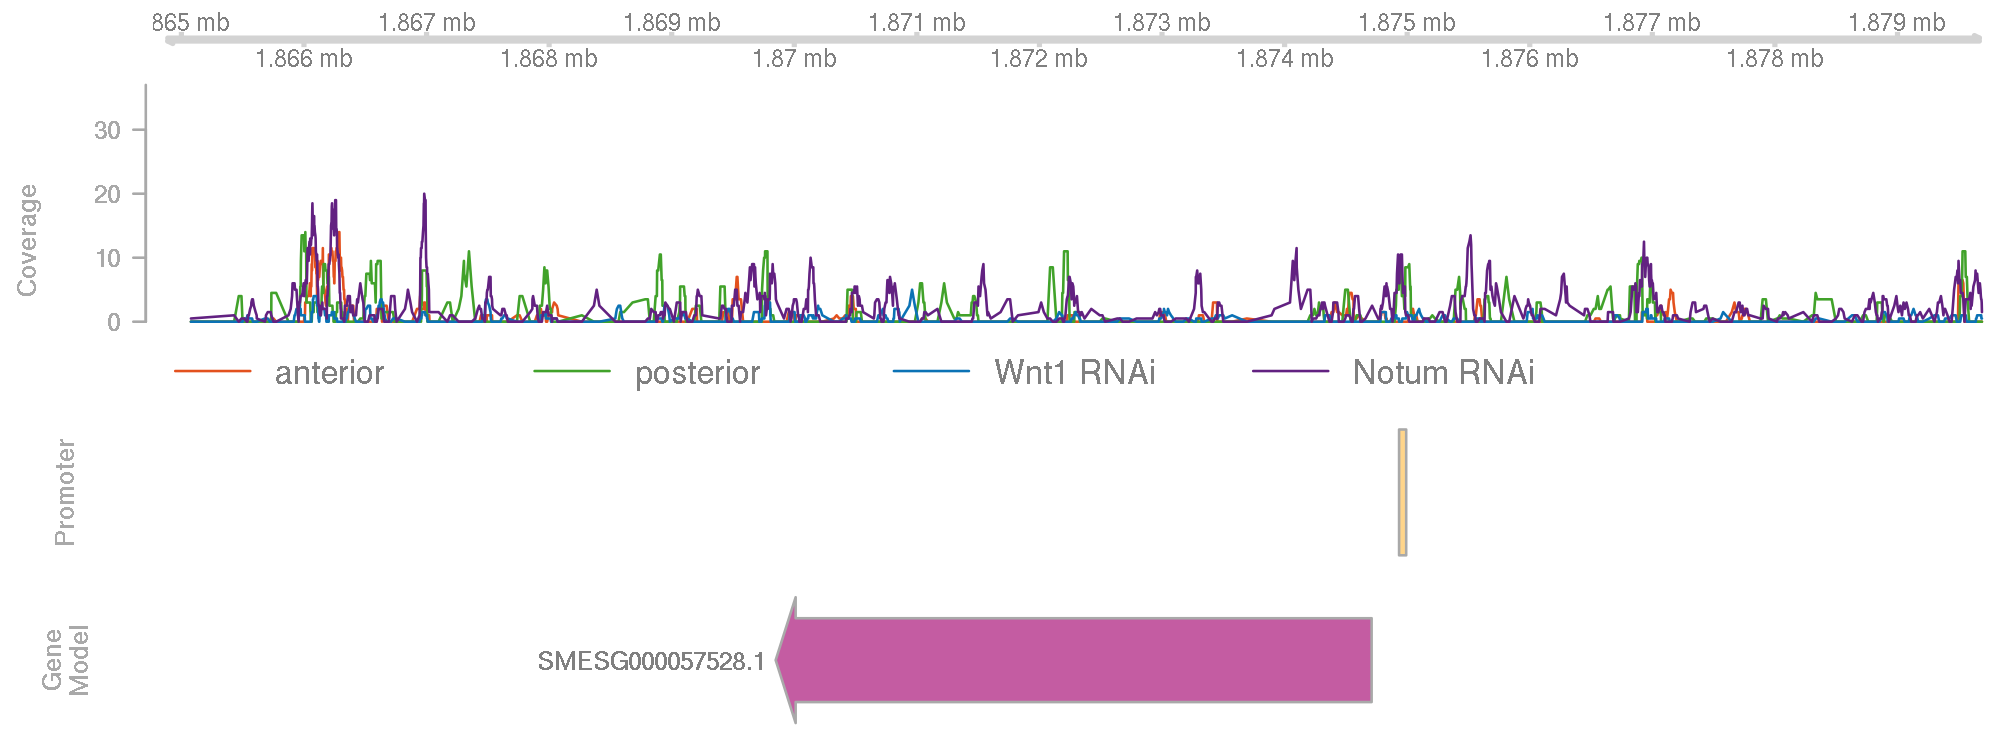 865 mb 1.867 mb 1.869 mb 1.871 mb 1.873 mb 1.875 mb 1.877 mb 1.879 mb
1.866 mb 1.868 mb 1.87 mb 1.872 mb 1.874 mb 1.876 mb 1.878 mb
Coverage
30
20
10
0
anterior posterior Wnt1 RNAi Notum RNAi
Promoter
0
Gene
Model
SMESG000057528.1